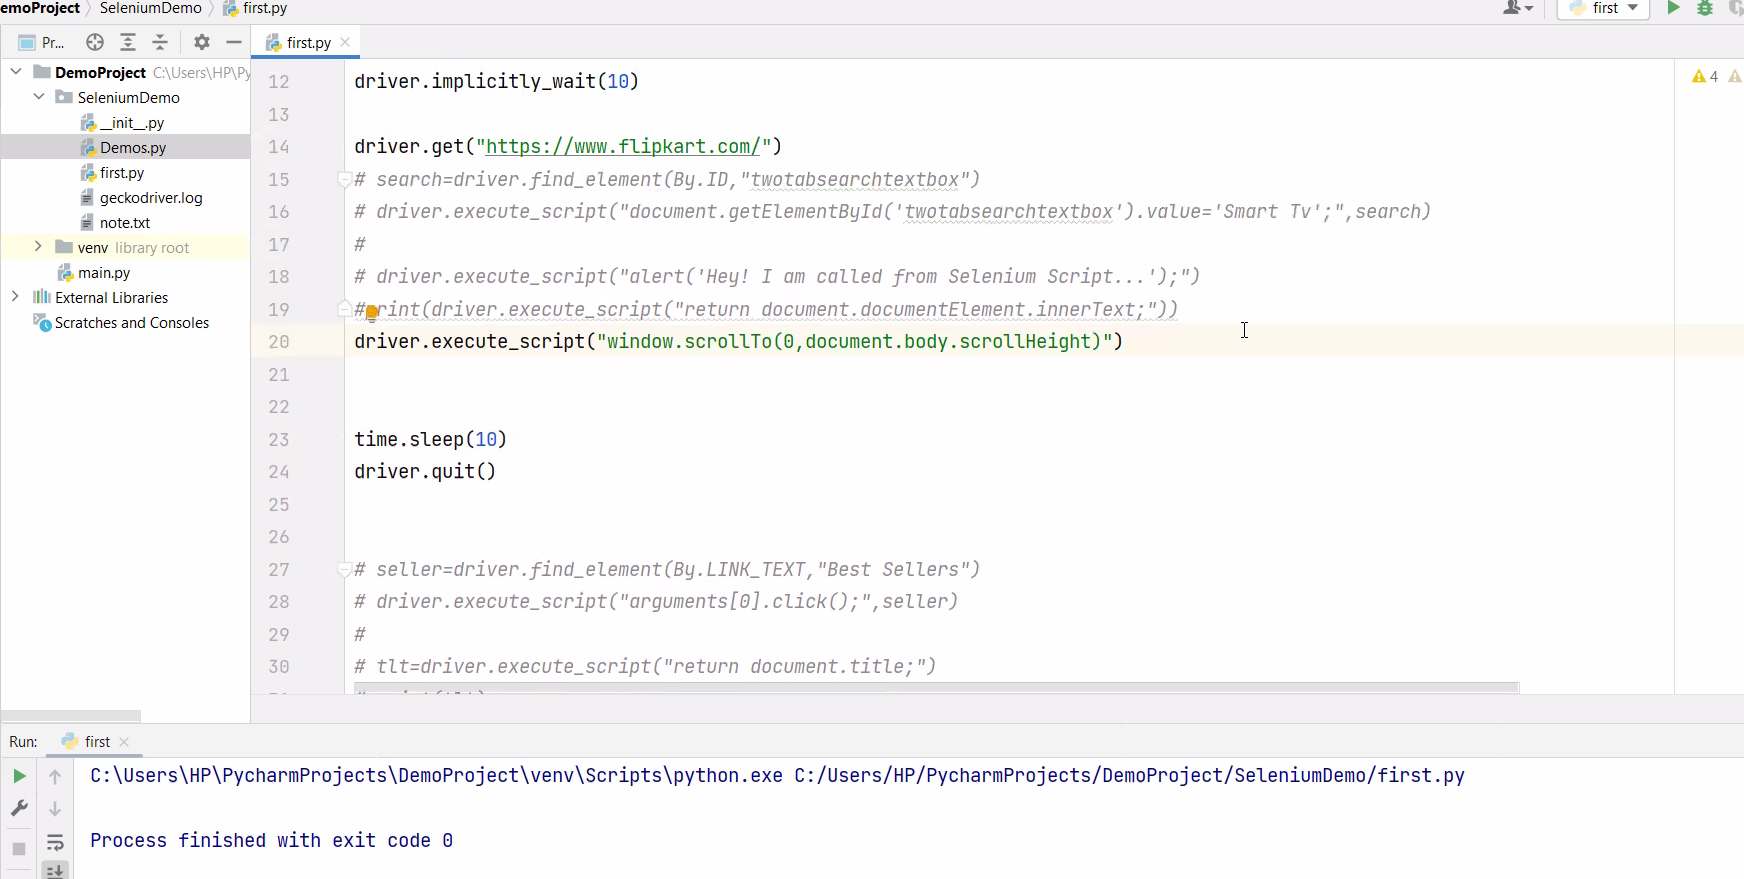 emoProject SeleniumDemo first.py
first
Pr...
first.py
DemoProject C:\Users\HP\Py
SeleniumDemo
__init__.py
Demos.py
first.py
geckodriver.log
note.txt
venv library root
main.py
External Libraries
Scratches and Consoles
4
12 driver.implicitly_wait(10)
13
14 driver.get("https://www.flipkart.com/")
15 # search=driver.find_element(By.ID,"twotabsearchtextbox")
16 # driver.execute_script("document.getElementById('twotabsearchtextbox').value='Smart Tv';",search)
17 #
18 # driver.execute_script("alert('Hey! I am called from Selenium Script...');")
19 #print(driver.execute_script("return document.documentElement.innerText;"))
20 driver.execute_script("window.scrollTo(0,document.body.scrollHeight)")
21
22
23 time.sleep(10)
24 driver.quit()
25
26
27 # seller=driver.find_element(By.LINK_TEXT,"Best Sellers")
28 # driver.execute_script("arguments[0].click();",seller)
29 #
30 # tlt=driver.execute_script("return document.title;")
Run: first
C:\Users\HP\PycharmProjects\DemoProject\venv\Scripts\python.exe C:/Users/HP/PycharmProjects/DemoProject/SeleniumDemo/first.py
Process finished with exit code 0